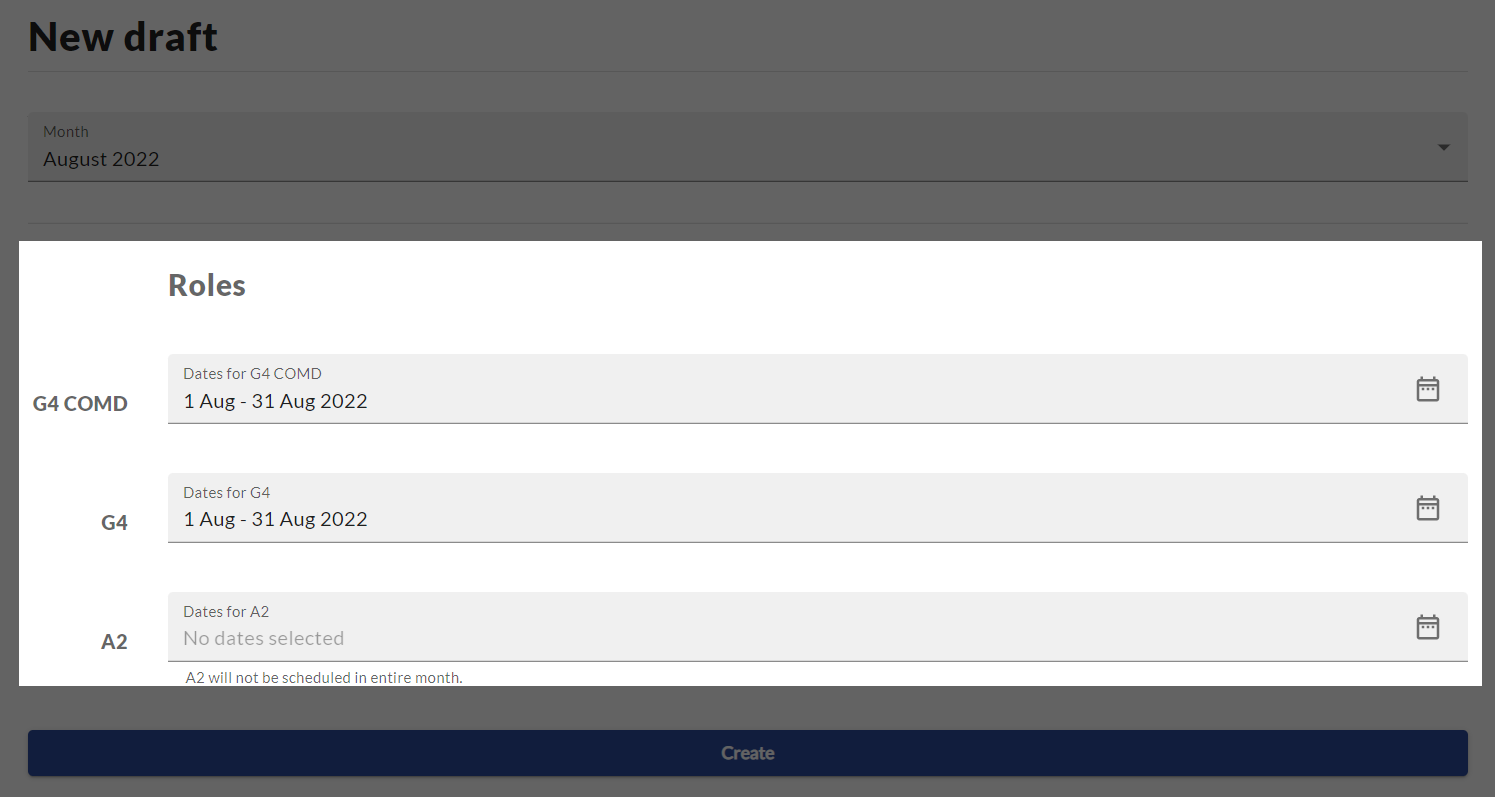 New draft
Month
August 2022
Roles
G4 COMD
Dates for G4 COMD
1 Aug - 31 Aug 2022
G4
Dates for G4
1 Aug - 31 Aug 2022
A2
Dates for A2
No dates selected
A2 will not be scheduled in entire month.
Create